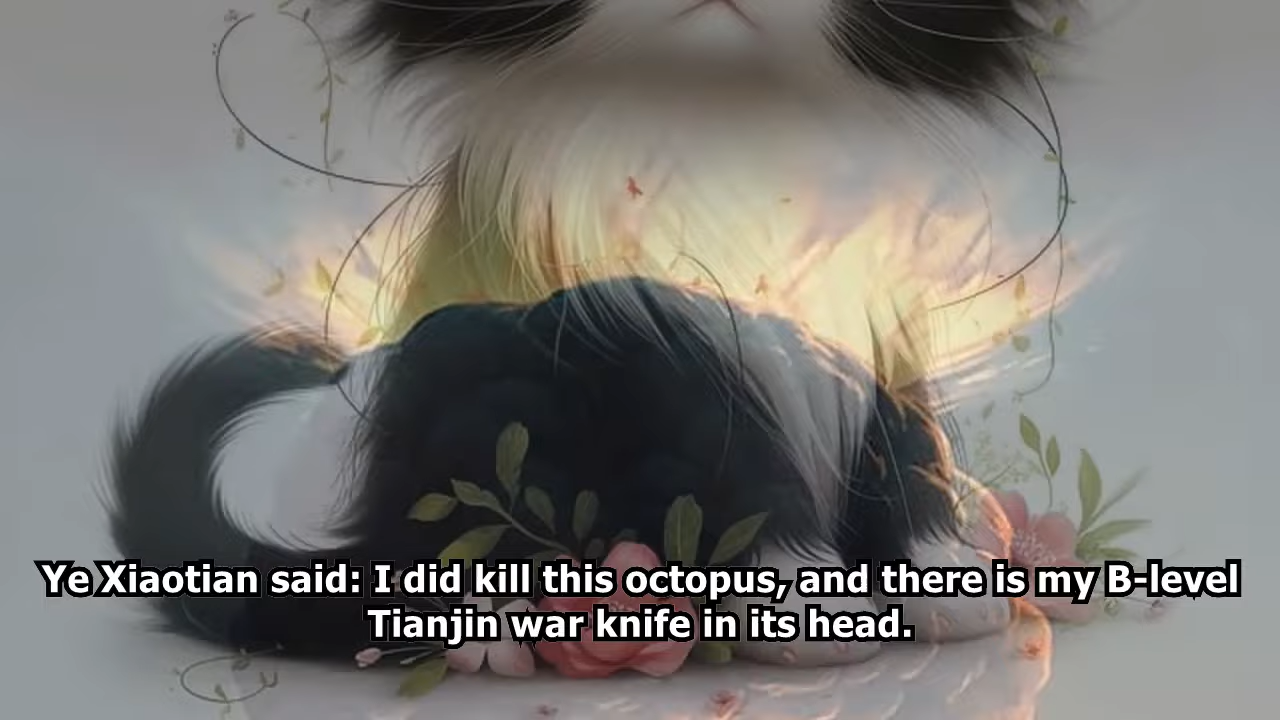 Ye Xiaotian said: I did kill this octopus, and there is my B-level
Tianjin war knife in its head.